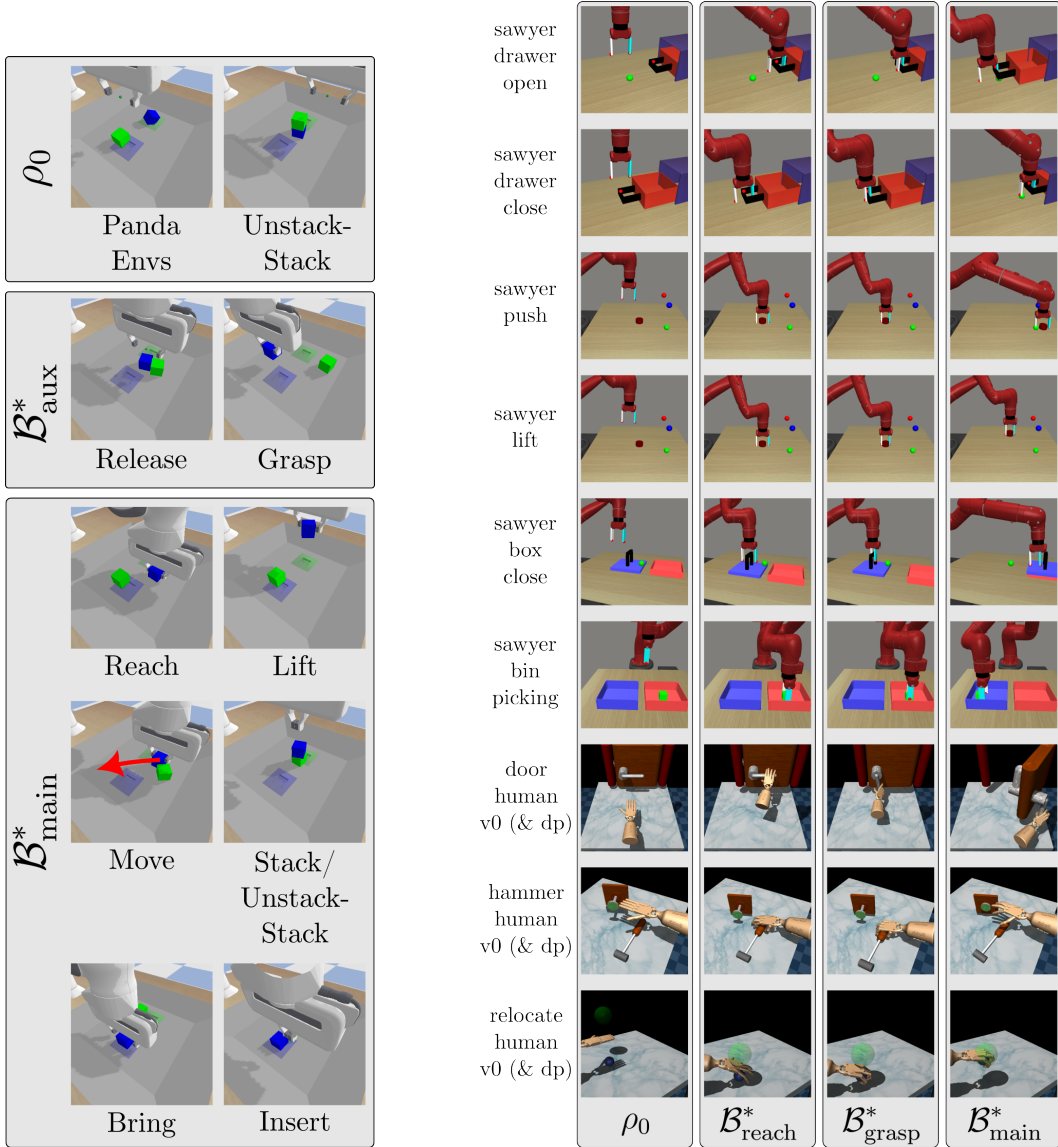 ρ₀
Panda
Envs
Unstack-
Stack
ℬ*aux
Release
Grasp
ℬ*main
Reach
Lift
Move
Stack/
Unstack-
Stack
Bring
Insert
sawyer
drawer
open
sawyer
drawer
close
sawyer
push
sawyer
lift
sawyer
box
close
sawyer
bin
picking
door
human
v0 (& dp)
hammer
human
v0 (& dp)
relocate
human
v0 (& dp)
ρ₀
ℬ*reach
ℬ*grasp
ℬ*main